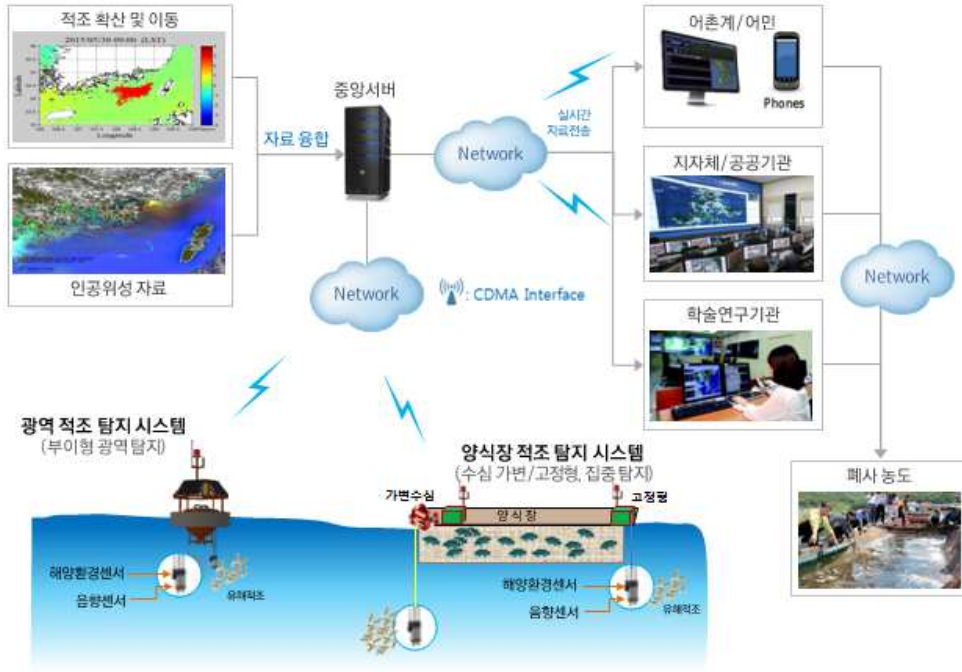 적조 확산 및 이동
인공위성 자료
자료 융합
중앙서버
Network
실시간
자료전송
어촌계/어민
Phones
지자체/공공기관
학술연구기관
Network
Network
: CDMA Interface
광역 적조 탐지 시스템
(부이형 광역 탐지)
양식장 적조 탐지 시스템
(수심 가변/고정형, 집중 탐지)
가변수심
고정형
양식장
해양환경센서
음향센서
유해적조
해양환경센서
음향센서
유해적조
폐사 농도